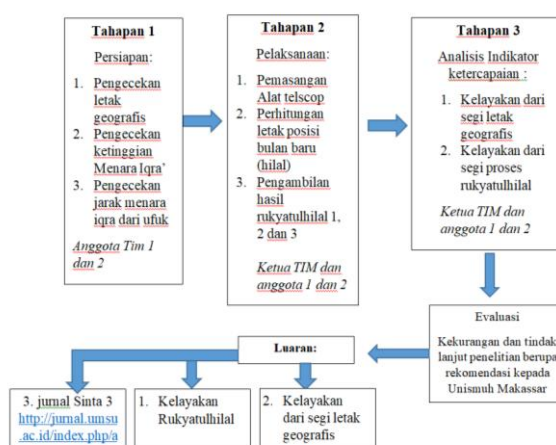 Tahapan 1
Persiapan:
1. Pengecekan
letak
geografis
2. Pengecekan
ketinggian
Menara Iqra’
3. Pengecekan
jarak menara
iqra dari ufuk
Anggota Tim 1
dan 2
Tahapan 2
Pelaksanaan:
1. Pemasangan
Alat telscop
2. Perhitungan
letak posisi
bulan baru
(hilal)
3. Pengambilan
hasil
rukyatulhilal 1,
2 dan 3
Ketua TIM dan
anggota 1 dan 2
Tahapan 3
Analisis Indikator
ketercapaian :
1. Kelayakan dari
segi letak
geografis
2. Kelayakan dari
segi proses
rukyatulhilal
Ketua TIM dan
anggota 1 dan 2
Evaluasi
Kekurangan dan tindak
lanjut penelitian berupa
rekomendasi kepada
Unismuh Makassar
Luaran:
3. jurnal Sinta 3
http://jurnal.umsu
.ac.id/index.php/a
1. Kelayakan
Rukyatulhilal
2. Kelayakan
dari segi letak
geografis